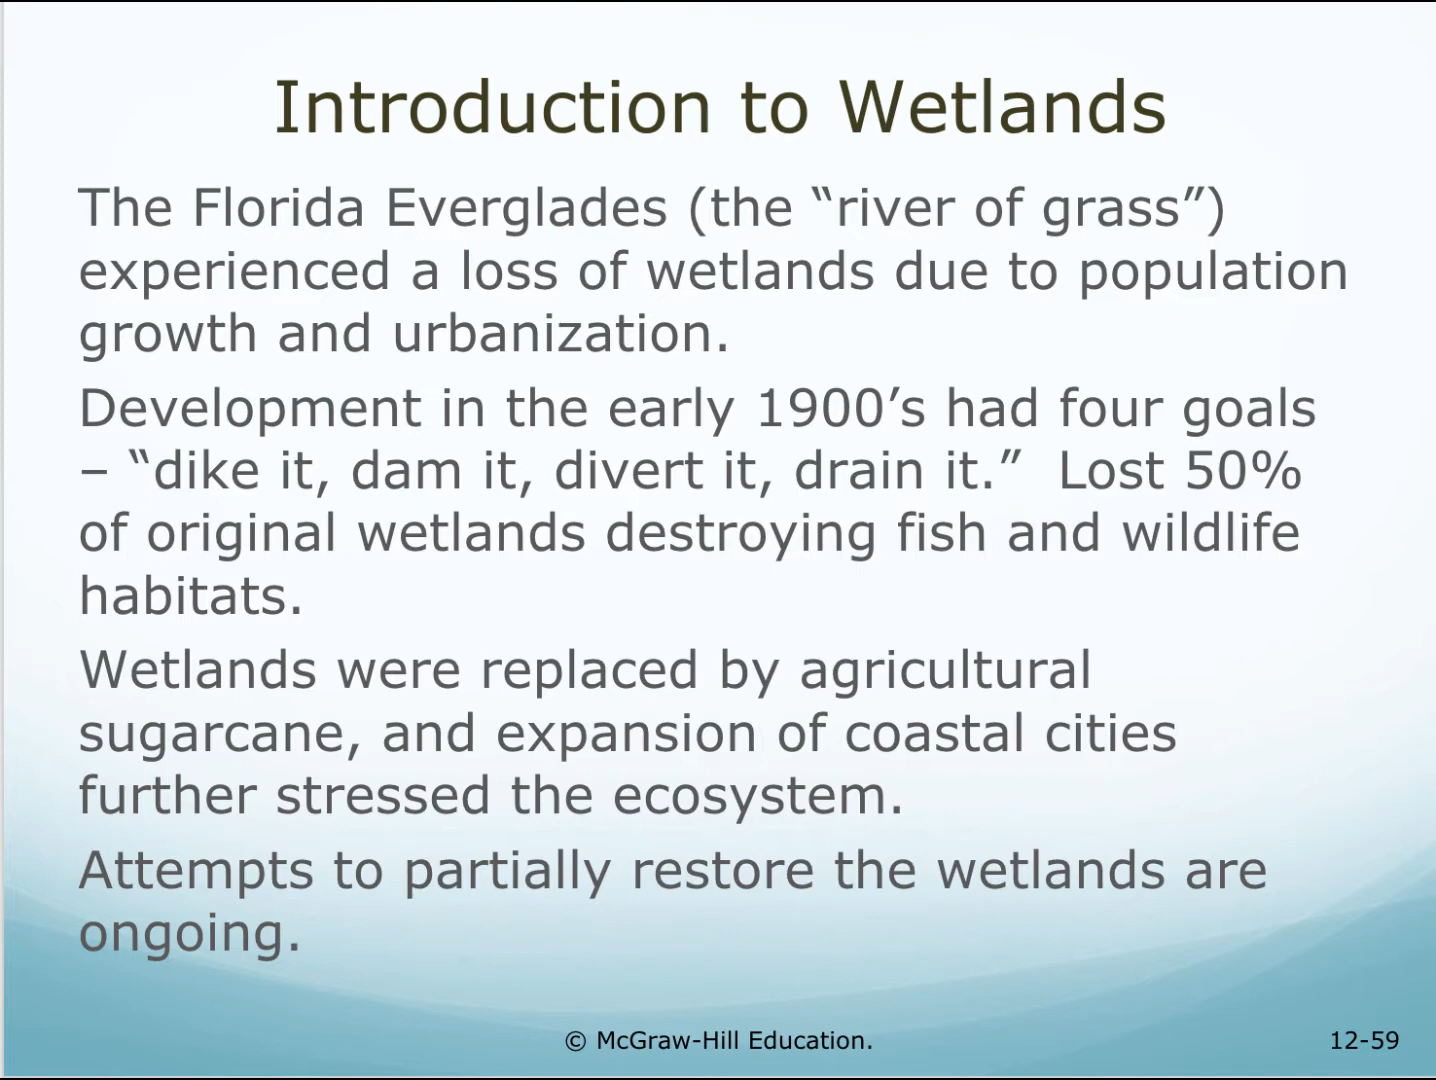 Introduction to Wetlands
The Florida Everglades (the “river of grass”)
experienced a loss of wetlands due to population
growth and urbanization.
Development in the early 1900’s had four goals
– “dike it, dam it, divert it, drain it.”  Lost 50%
of original wetlands destroying fish and wildlife
habitats.
Wetlands were replaced by agricultural
sugarcane, and expansion of coastal cities
further stressed the ecosystem.
Attempts to partially restore the wetlands are
ongoing.
© McGraw-Hill Education.
12-59